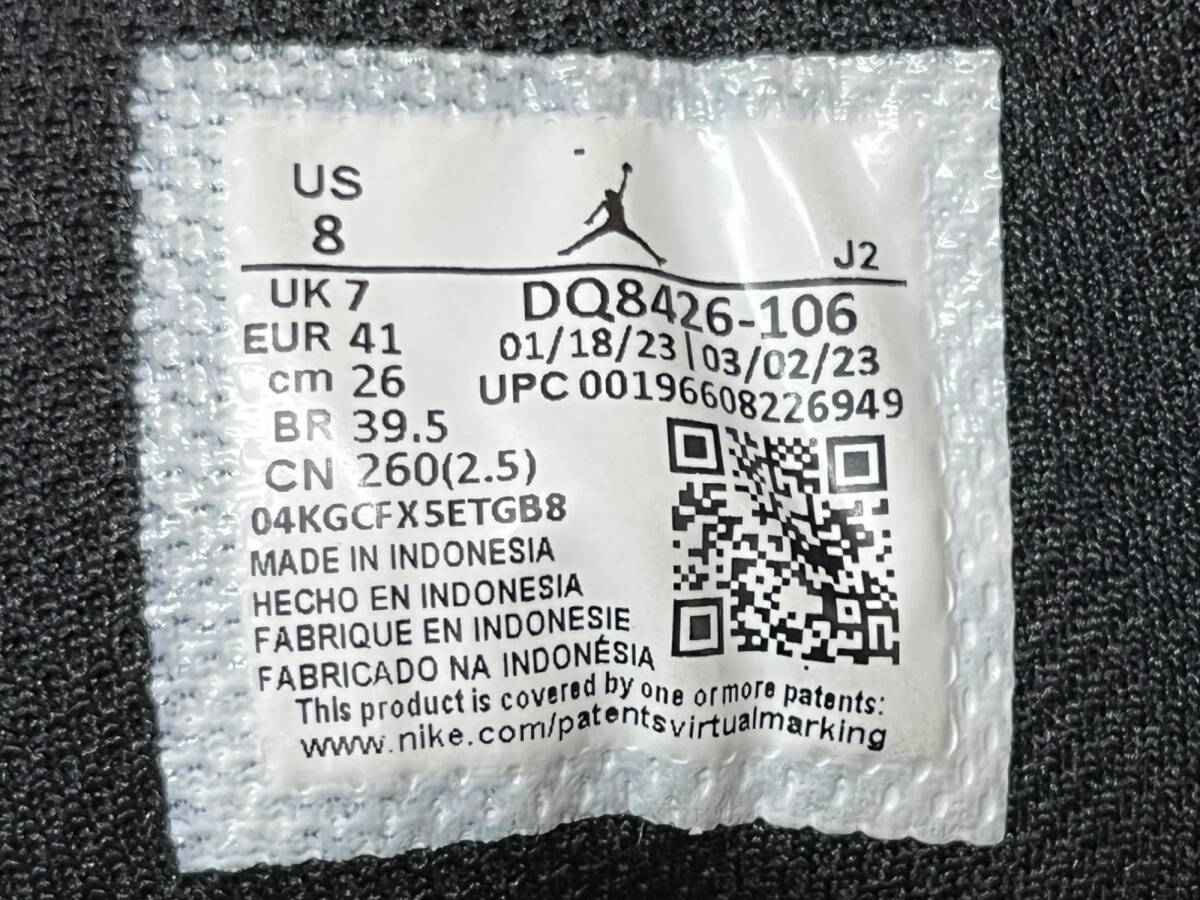 US
8
J2
UK 7
EUR 41
cm 26
BR 39.5
CN 260(2.5)
DQ8426-106
01/18/23|03/02/23
UPC 00196608226949
04KGCFX5ETGB8
MADE IN INDONESIA
HECHO EN INDONESIA
FABRIQUE EN INDONESIE
FABRICADO NA INDONÉSIA
This product is covered by one or more patents:
www.nike.com/patentsvirtualmarking